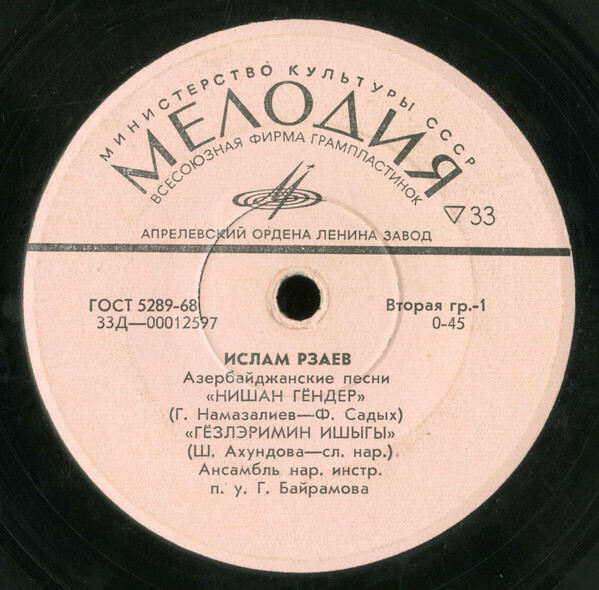 МИНИСТЕРСТВО КУЛЬТУРЫ СССР
МЕЛОДИЯ
ВСЕСОЮЗНАЯ ФИРМА ГРАМПЛАСТИНОК
33
АПРЕЛЕВСКИЙ ОРДЕНА ЛЕНИНА ЗАВОД
ГОСТ 5289-68 Вторая гр.-1
33Д—00012597 0-45
ИСЛАМ РЗАЕВ
Азербайджанские песни
«НИШАН ГЁНДЕР»
(Г. Намазалиев—Ф. Садых)
«ГЁЗЛЭРИМИН ИШЫГЫ»
(Ш. Ахундова—сл. нар.)
Ансамбль нар. инстр.
п. у. Г. Байрамова